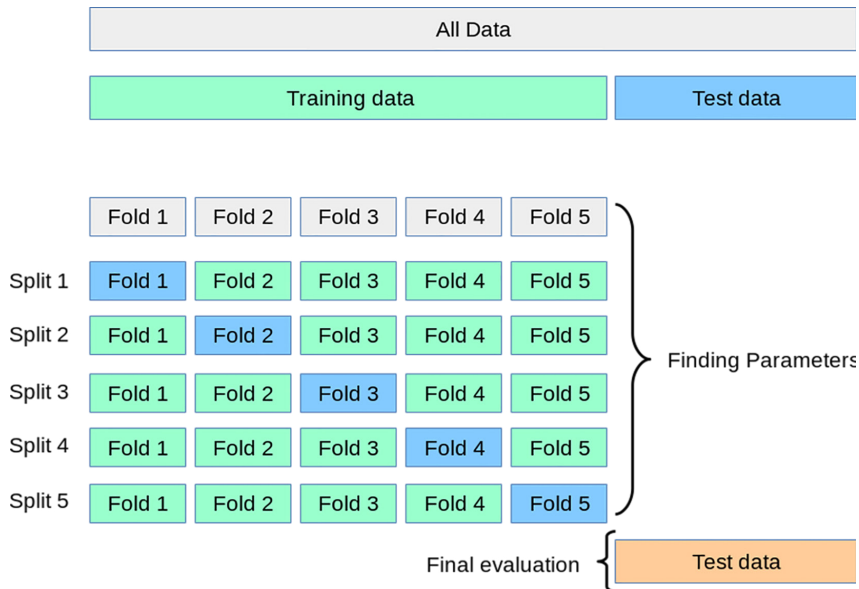 All Data
Training data Test data
Fold 1 Fold 2 Fold 3 Fold 4 Fold 5
Split 1 Fold 1 Fold 2 Fold 3 Fold 4 Fold 5
Split 2 Fold 1 Fold 2 Fold 3 Fold 4 Fold 5
Finding Parameters
Split 3 Fold 1 Fold 2 Fold 3 Fold 4 Fold 5
Split 4 Fold 1 Fold 2 Fold 3 Fold 4 Fold 5
Split 5 Fold 1 Fold 2 Fold 3 Fold 4 Fold 5
Final evaluation Test data